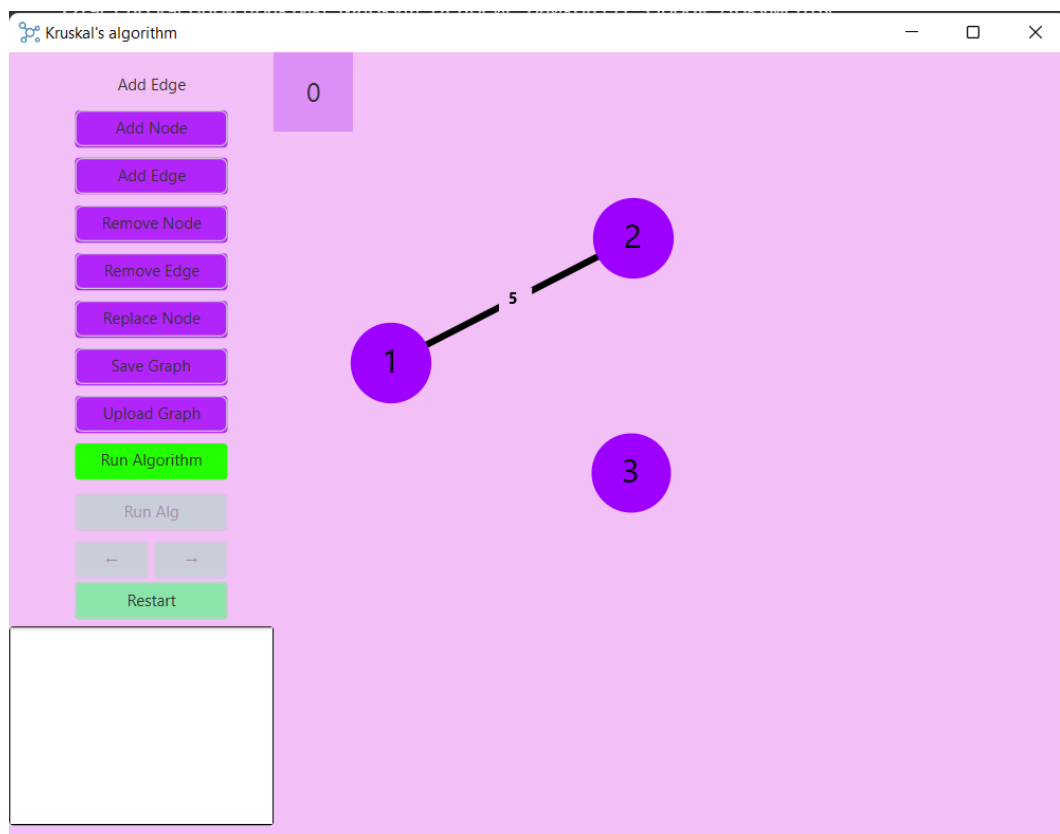 Kruskal's algorithm
Add Edge
0
Add Node
Add Edge
Remove Node
Remove Edge
Replace Node
Save Graph
Upload Graph
Run Algorithm
Run Alg
← →
Restart
2
5
1
3